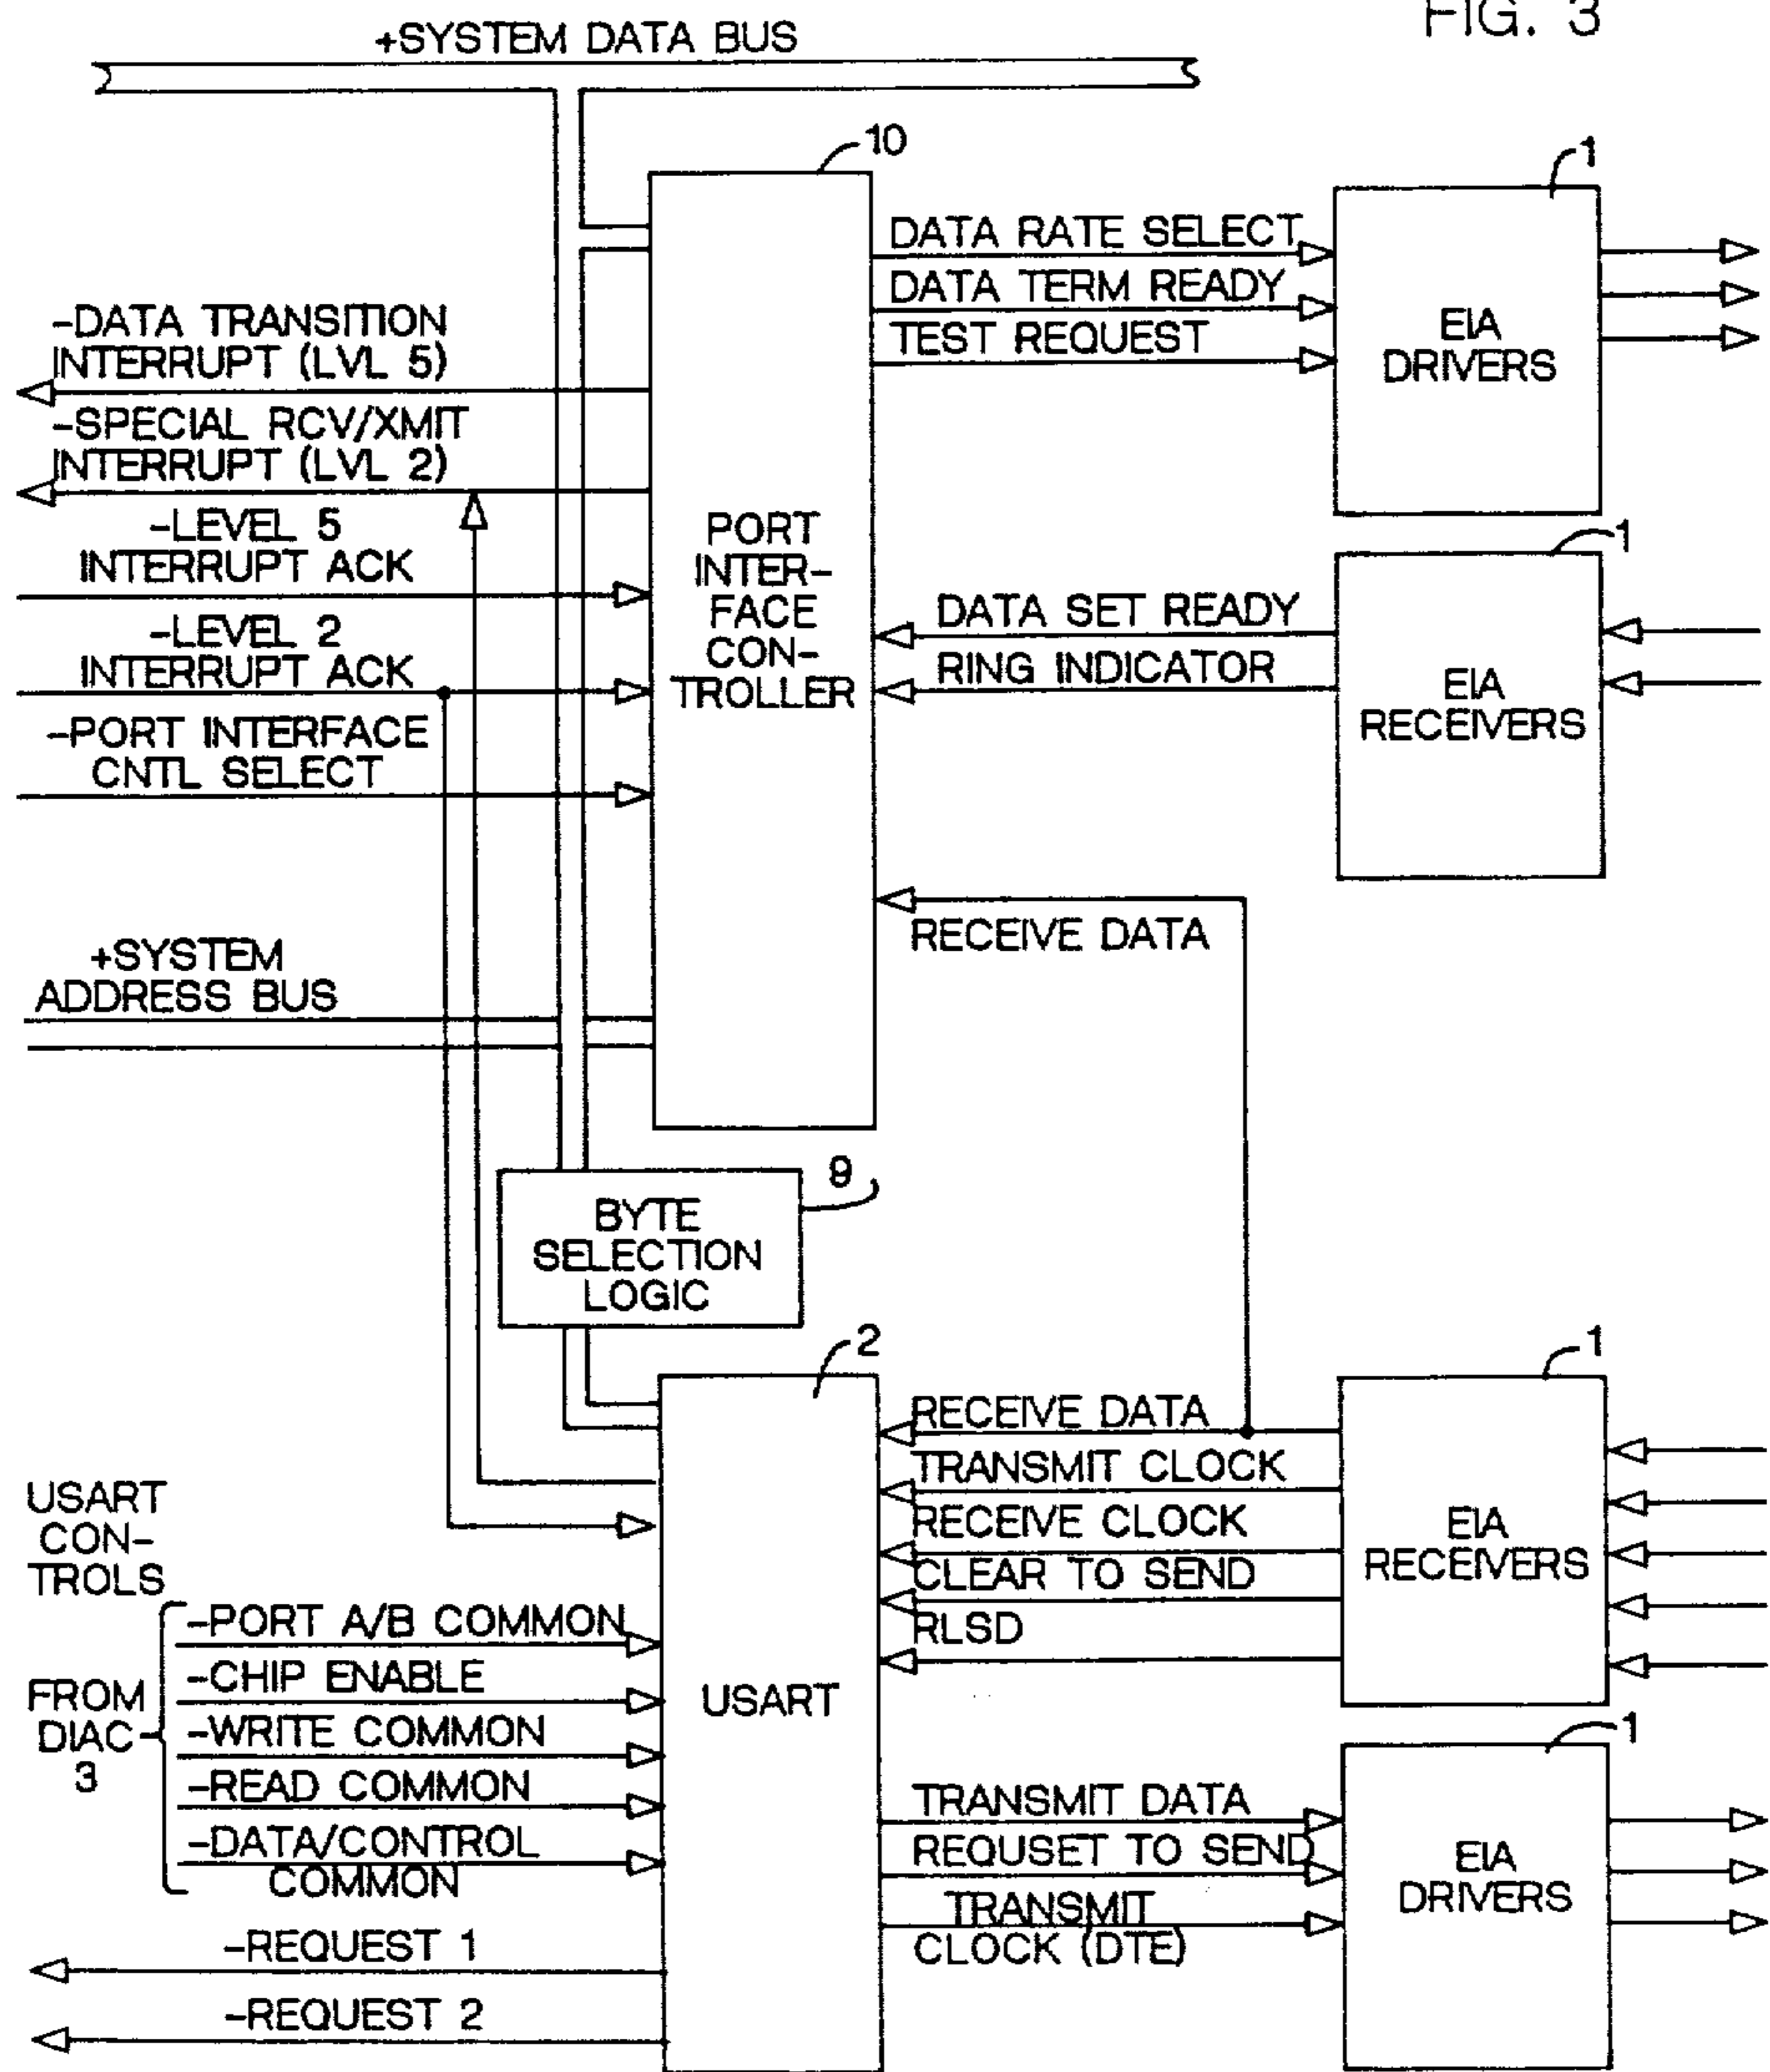 FIG. 3
+SYSTEM DATA BUS
10
1
DATA RATE SELECT
DATA TERM READY
TEST REQUEST
EIA
DRIVERS
-DATA TRANSITION
INTERRUPT (LVL 5)
-SPECIAL RCV/XMIT
INTERRUPT (LVL 2)
-LEVEL 5
INTERRUPT ACK
-LEVEL 2
INTERRUPT ACK
-PORT INTERFACE
CNTL SELECT
PORT
INTER-
FACE
CON-
TROLLER
1
DATA SET READY
RING INDICATOR
EIA
RECEIVERS
RECEIVE DATA
+SYSTEM
ADDRESS BUS
9
BYTE
SELECTION
LOGIC
2
1
RECEIVE DATA
TRANSMIT CLOCK
RECEIVE CLOCK
CLEAR TO SEND
RLSD
EIA
RECEIVERS
USART
CON-
TROLS
FROM
DIAC
3
-PORT A/B COMMON
-CHIP ENABLE
-WRITE COMMON
-READ COMMON
-DATA/CONTROL
COMMON
USART
1
TRANSMIT DATA
REQUSET TO SEND
TRANSMIT
CLOCK (DTE)
EIA
DRIVERS
-REQUEST 1
-REQUEST 2